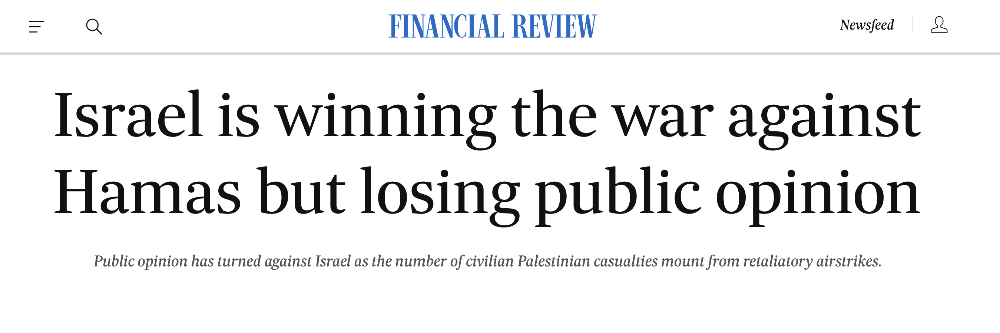 FINANCIAL REVIEW
Newsfeed
Israel is winning the war against
Hamas but losing public opinion
Public opinion has turned against Israel as the number of civilian Palestinian casualties mount from retaliatory airstrikes.